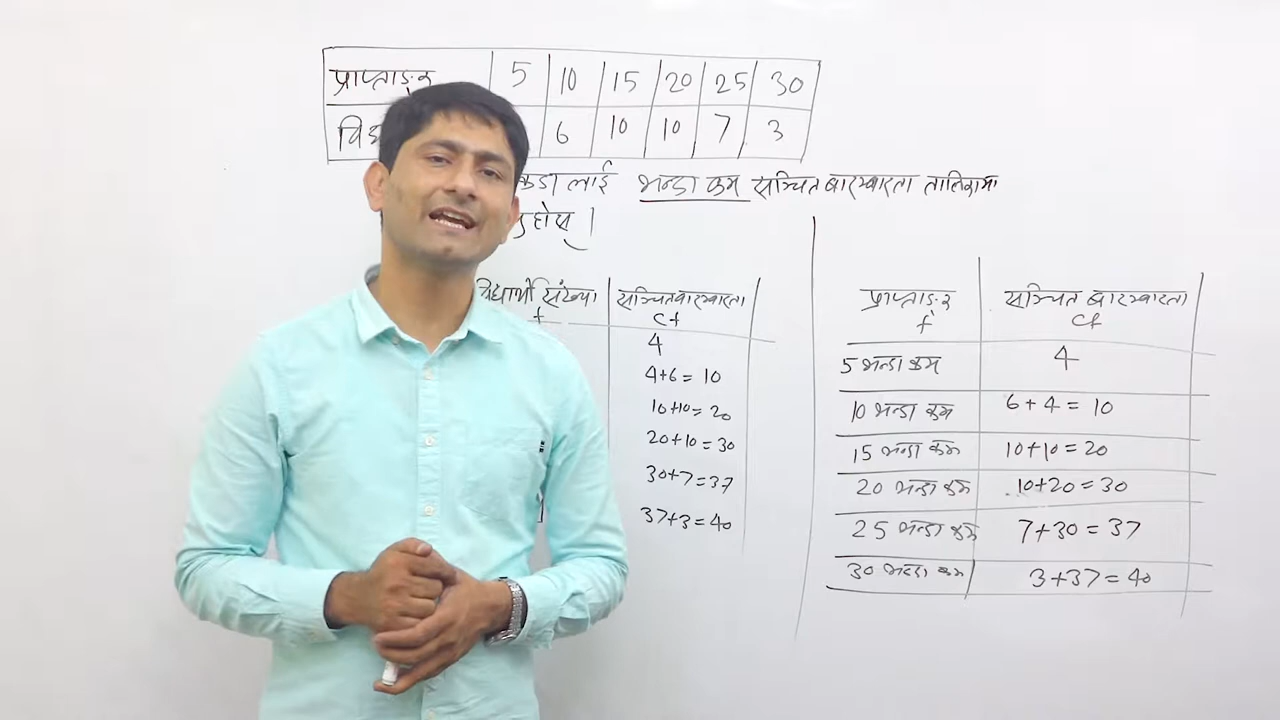 प्राप्ताङ्क 5 10 15 20 25 30
6 10 10 7 3
लाई भन्डा कम सञ्चित बारम्बारता तालिकामा
विद्यार्थी संख्या सञ्चित बारम्बारता
f cf
4
4+6 = 10
10+10 = 20
20+10 = 30
30+7 = 37
37+3 = 40
प्राप्ताङ्क सञ्चित बारम्बारता
f cf
5 भन्डा कम 4
10 भन्डा कम 6 + 4 = 10
15 भन्डा कम 10+10 = 20
20 भन्डा कम 10+20 = 30
25 भन्डा कम 7+30 = 37
30 भन्डा कम 3+37 = 40